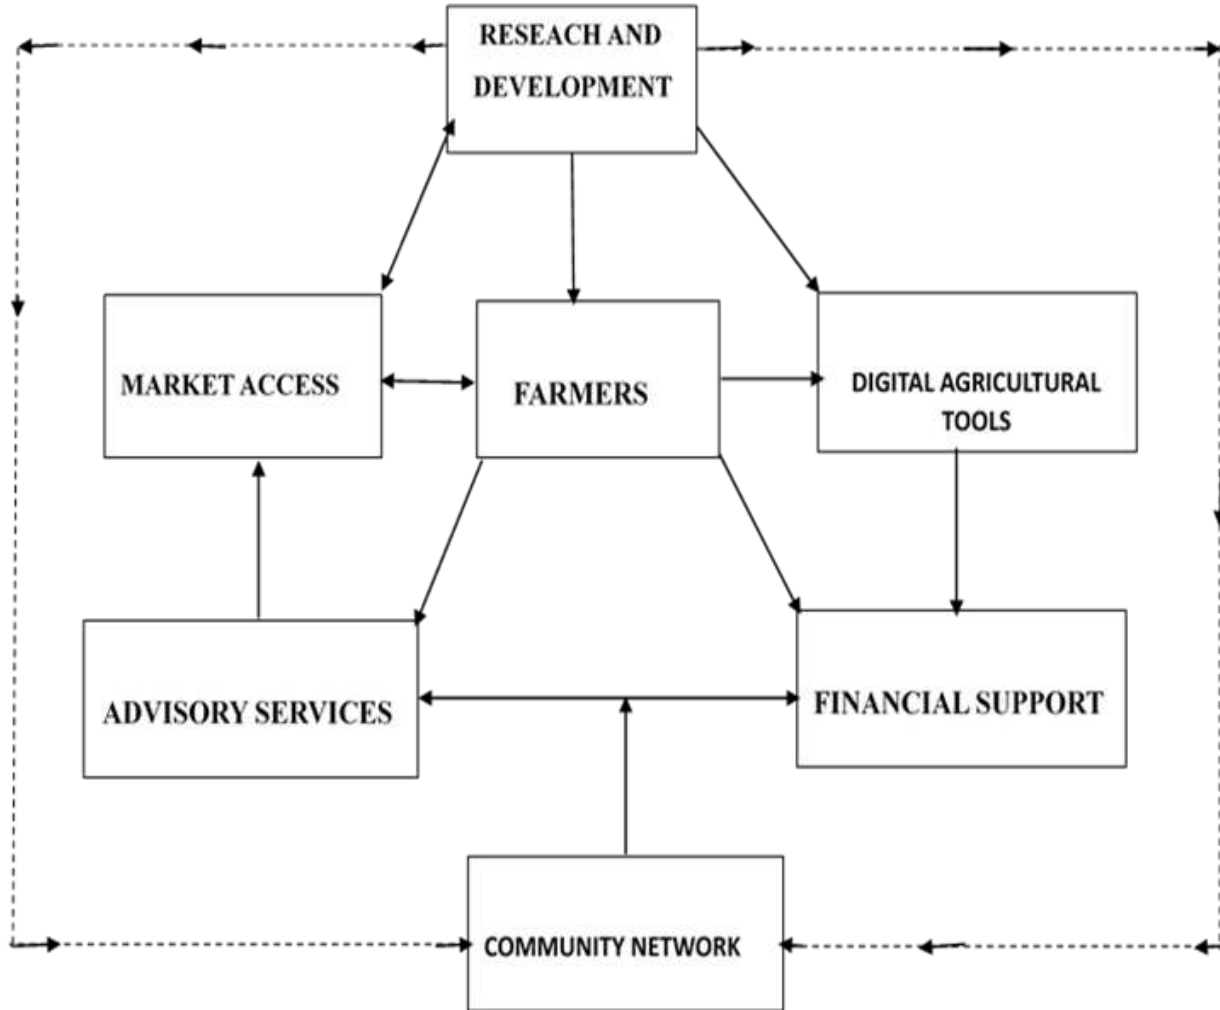 RESEACH AND
DEVELOPMENT
MARKET ACCESS
FARMERS
DIGITAL AGRICULTURAL
TOOLS
ADVISORY SERVICES
FINANCIAL SUPPORT
COMMUNITY NETWORK